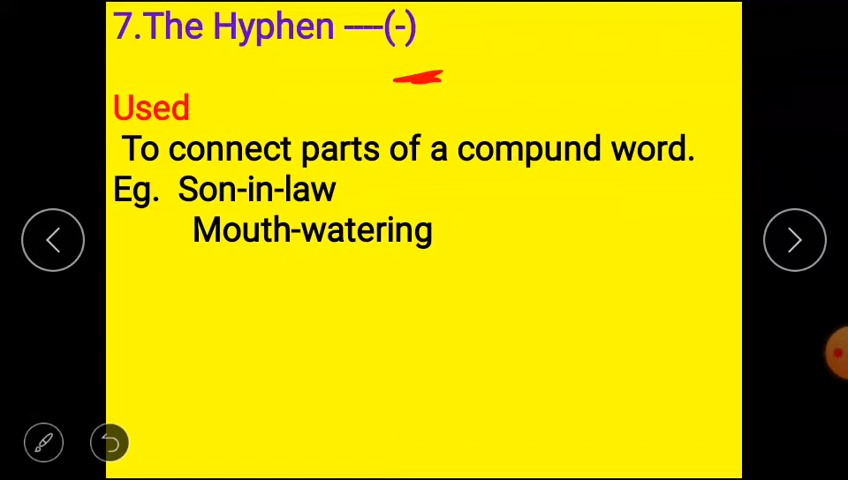 7.The Hyphen ----(-)
Used
To connect parts of a compund word.
Eg. Son-in-law
Mouth-watering